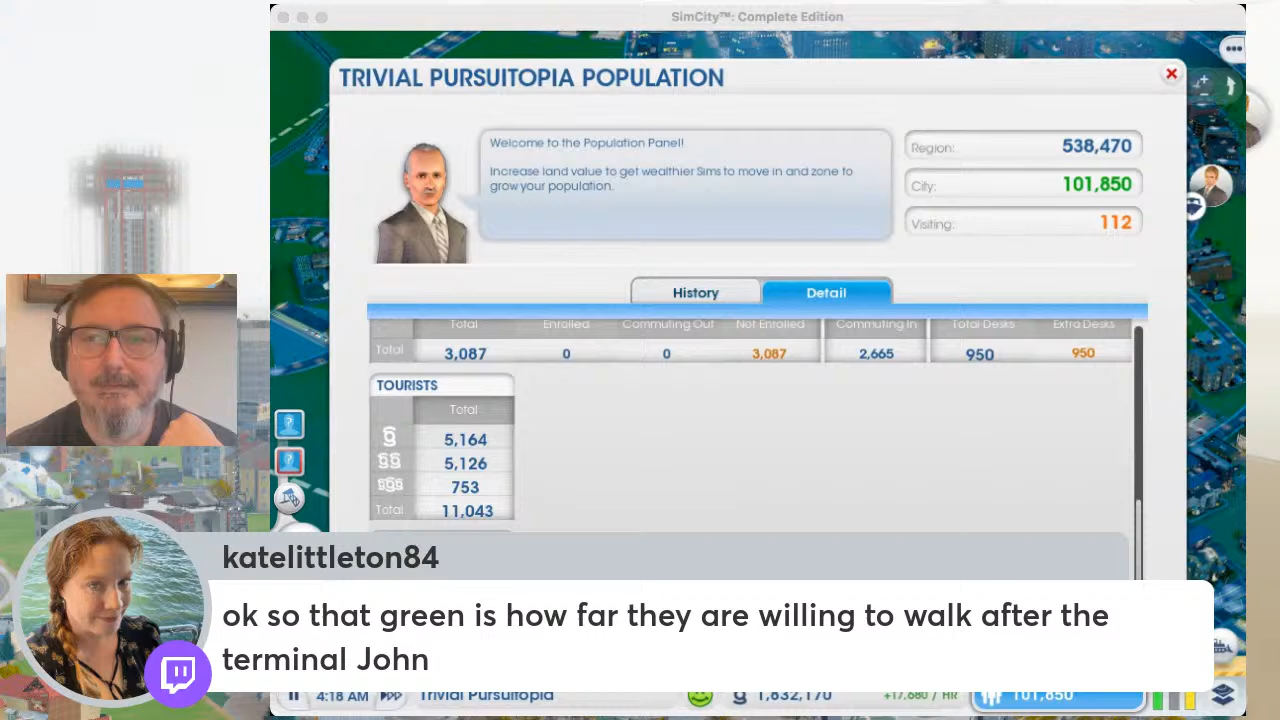 SimCity™: Complete Edition
TRIVIAL PURSUITOPIA POPULATION
Welcome to the Population Panel!
Increase land value to get wealthier Sims to move in and zone to
grow your population.
Region: 538,470
City: 101,850
Visiting: 112
History Detail
Total Enrolled Commuting Out Not Enrolled Commuting In Total Desks Extra Desks
Total 3,087 0 0 3,087 2,665 950 950
TOURISTS
Total
§ 5,164
§§ 5,126
§§§ 753
Total 11,043
katelittleton84
ok so that green is how far they are willing to walk after the
terminal John
4:18 AM Trivial Pursuitopia 1,832,170 +17,680 / HR 101,850